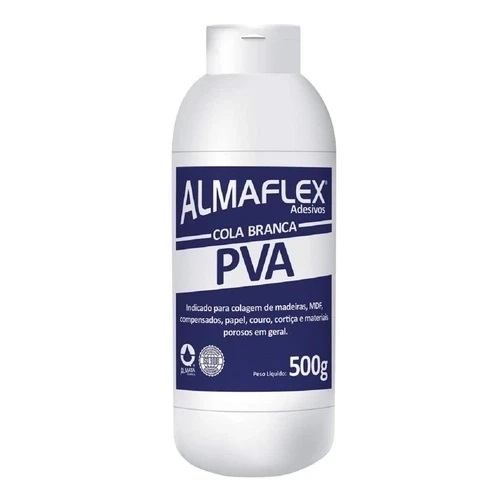 ALMAFLEX®
Adesivos
COLA BRANCA
PVA
Indicado para colagem de madeiras, MDF,
compensados, papel, couro, cortiça e materiais
porosos em geral.
ALMATA
Peso Líquido: 500g